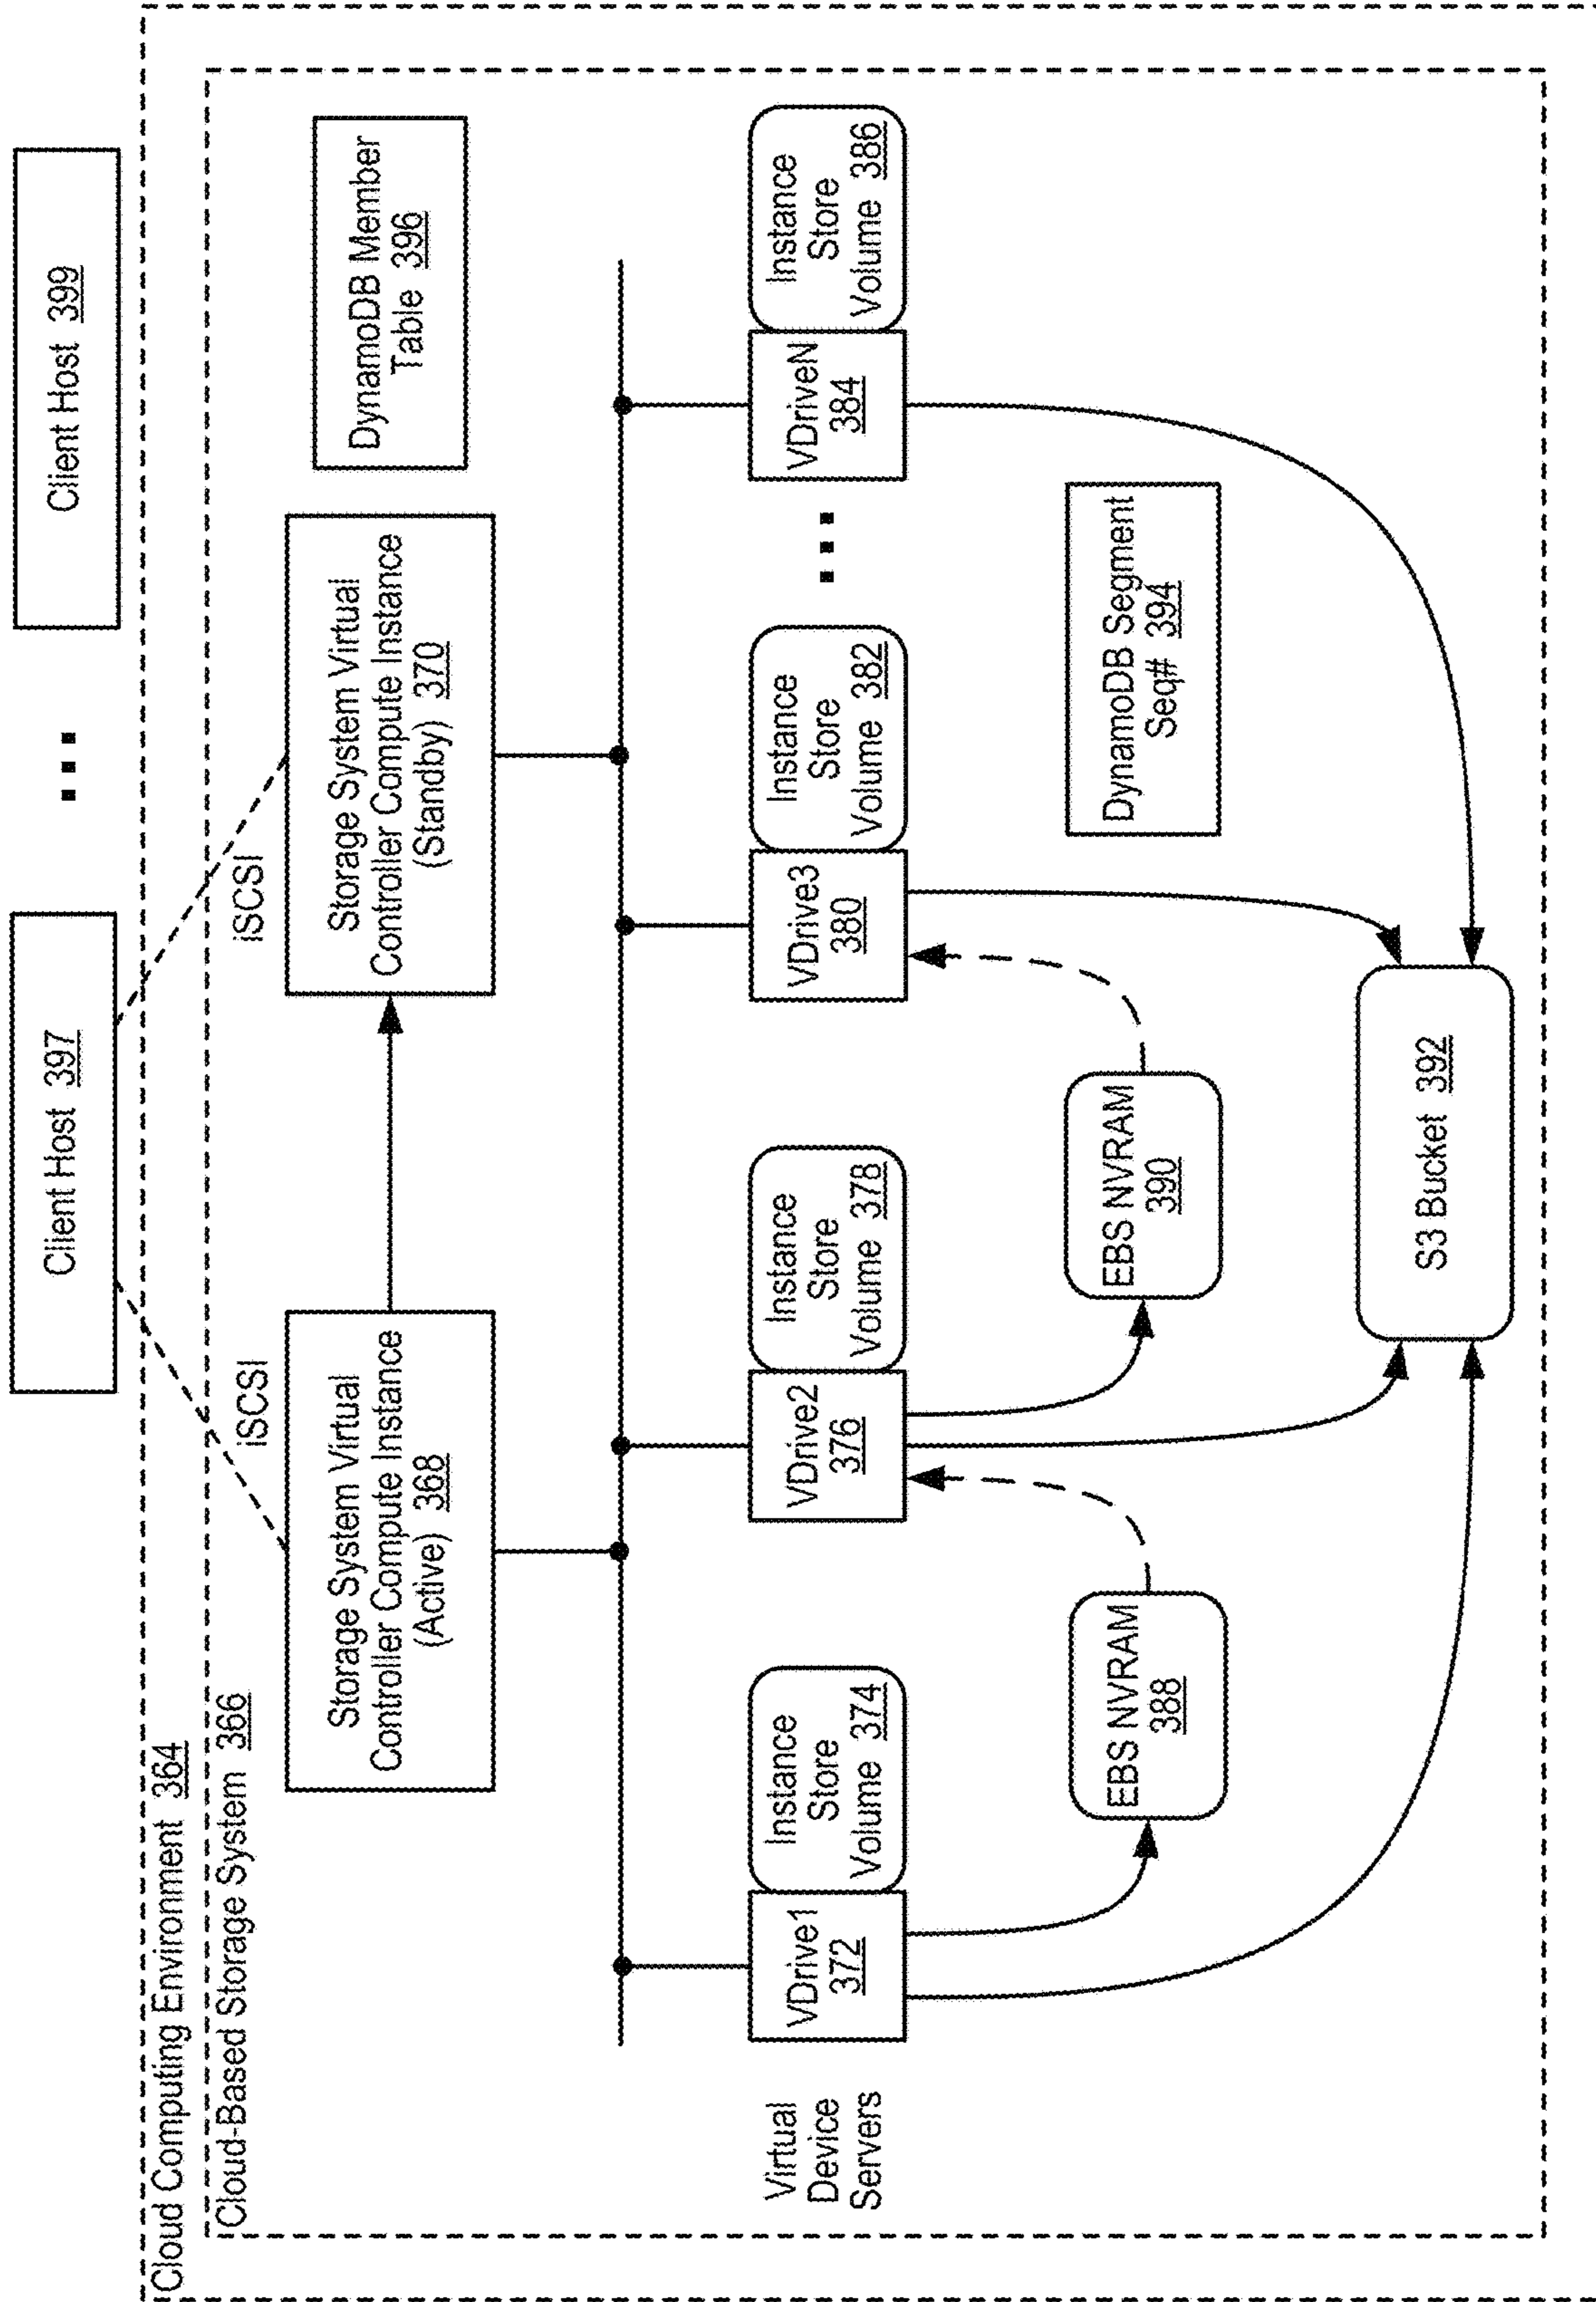 Client Host 397
...
Client Host 399
Cloud Computing Environment 364
Cloud-Based Storage System 366
iSCSI
iSCSI
Storage System Virtual
Controller Compute Instance
(Active) 368
Storage System Virtual
Controller Compute Instance
(Standby) 370
DynamoDB Member
Table 396
Virtual
Device
Servers
VDrive1
372
Instance
Store
Volume 374
VDrive2
376
Instance
Store
Volume 378
VDrive3
380
Instance
Store
Volume 382
...
VDriveN
384
Instance
Store
Volume 386
EBS NVRAM
388
EBS NVRAM
390
DynamoDB Segment
Seq# 394
S3 Bucket 392